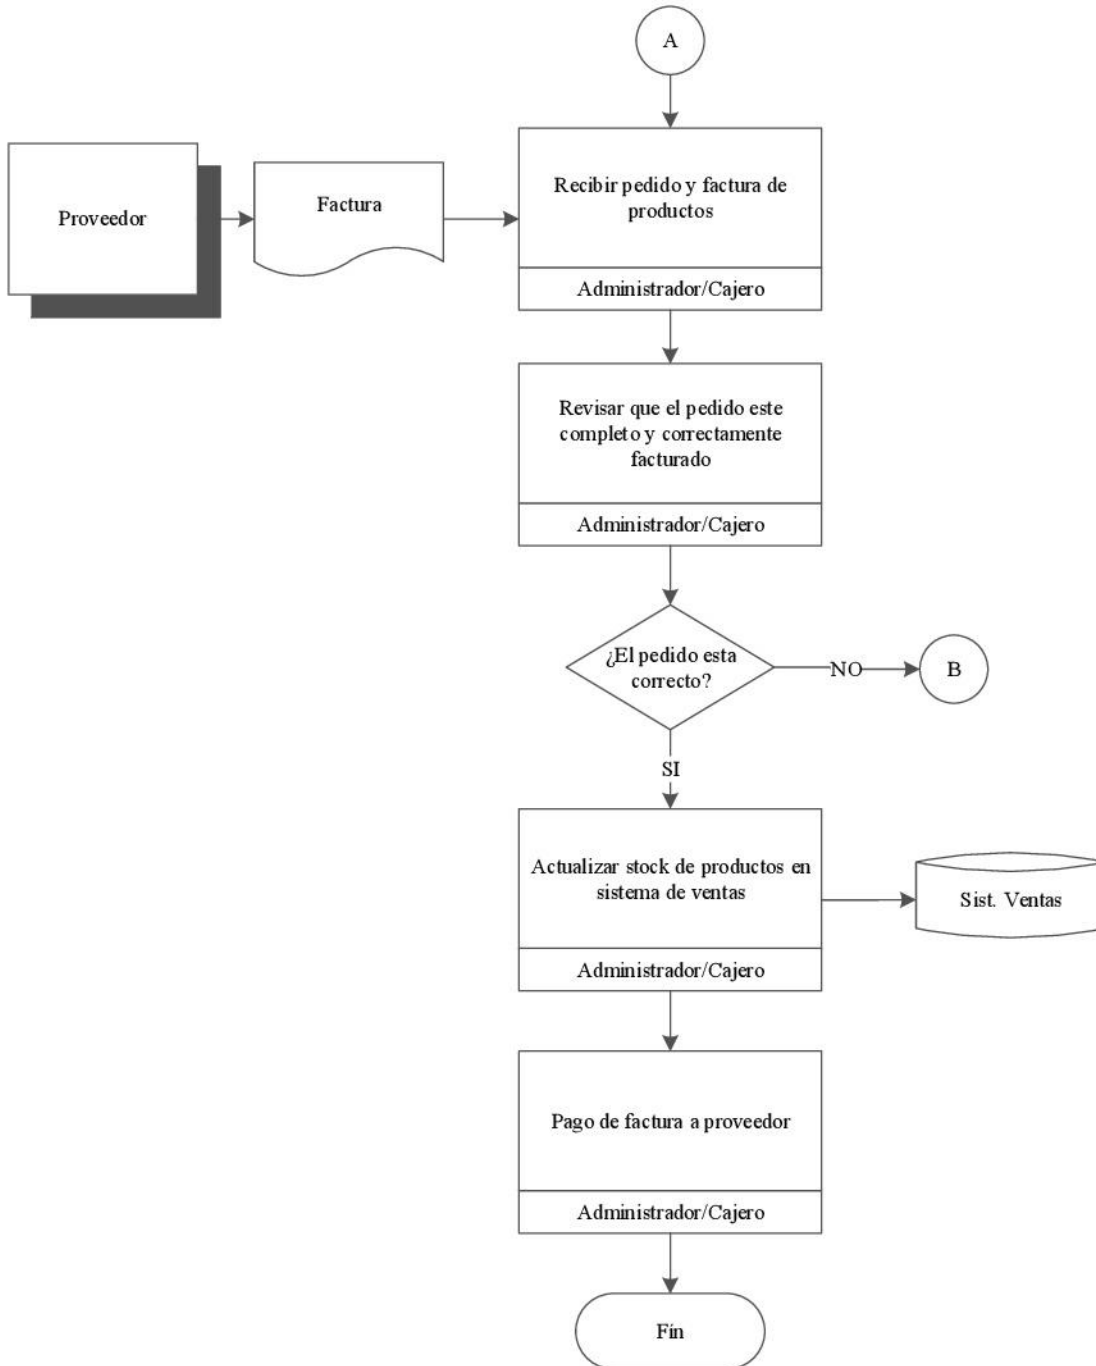 A
Proveedor
Factura
Recibir pedido y factura de
productos
Administrador/Cajero
Revisar que el pedido este
completo y correctamente
facturado
Administrador/Cajero
¿El pedido esta
correcto?
NO
B
SI
Actualizar stock de productos en
sistema de ventas
Sist. Ventas
Administrador/Cajero
Pago de factura a proveedor
Administrador/Cajero
Fín